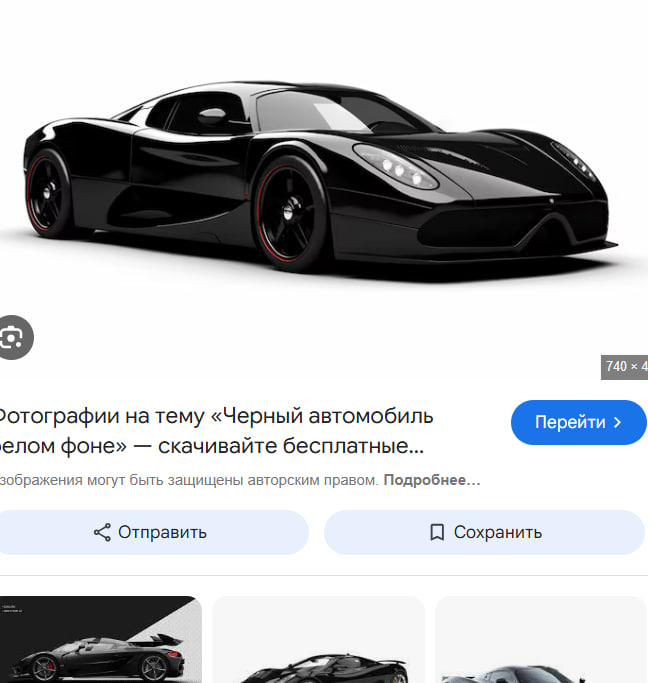 740 × 4
Фотографии на тему «Черный автомобиль
белом фоне» — скачивайте бесплатные...
Перейти
зображения могут быть защищены авторским правом. Подробнее...
Отправить
Сохранить